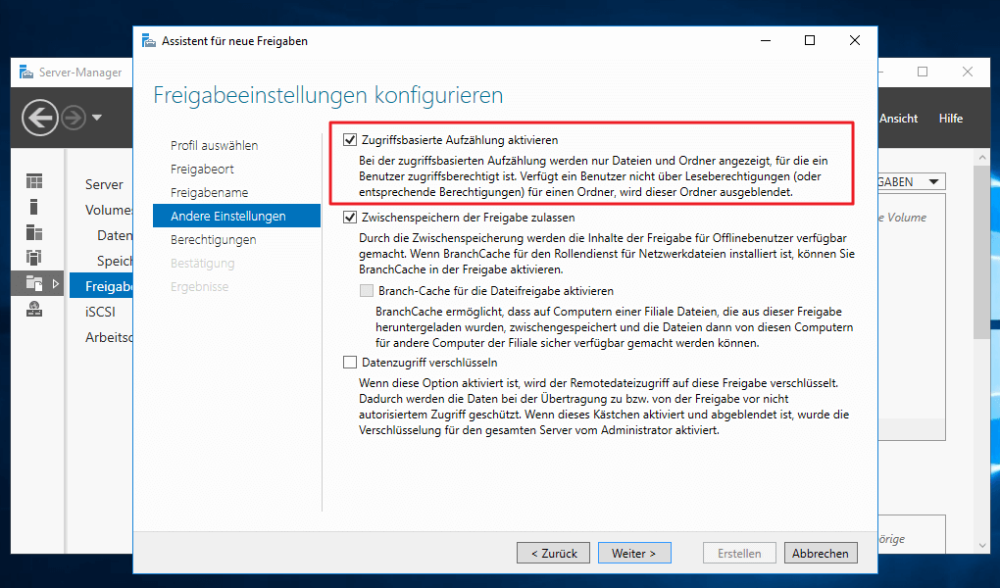 Assistent für neue Freigaben
Server-Manager
Ansicht
Hilfe
Freigabeeinstellungen konfigurieren
Server
Volumes
Daten
Speich
Freigab
iSCSI
Arbeitso
Profil auswählen
Freigabeort
Freigabename
Andere Einstellungen
Berechtigungen
Bestätigung
Ergebnisse
Zugriffsbasierte Aufzählung aktivieren
Bei der zugriffsbasierten Aufzählung werden nur Dateien und Ordner angezeigt, für die ein
Benutzer zugriffsberechtigt ist. Verfügt ein Benutzer nicht über Leseberechtigungen (oder
entsprechende Berechtigungen) für einen Ordner, wird dieser Ordner ausgeblendet.
Zwischenspeichern der Freigabe zulassen
Durch die Zwischenspeicherung werden die Inhalte der Freigabe für Offlinebenutzer verfügbar
gemacht. Wenn BranchCache für den Rollendienst für Netzwerkdateien installiert ist, können Sie
BranchCache in der Freigabe aktivieren.
Branch-Cache für die Dateifreigabe aktivieren
BranchCache ermöglicht, dass auf Computern einer Filiale Dateien, die aus dieser Freigabe
heruntergeladen wurden, zwischengespeichert und die Dateien dann von diesen Computern
für andere Computer der Filiale sicher verfügbar gemacht werden können.
Datenzugriff verschlüsseln
Wenn diese Option aktiviert ist, wird der Remotedateizugriff auf diese Freigabe verschlüsselt.
Dadurch werden die Daten bei der Übertragung zu bzw. von der Freigabe vor nicht
autorisiertem Zugriff geschützt. Wenn dieses Kästchen aktiviert und abgeblendet ist, wurde die
Verschlüsselung für den gesamten Server vom Administrator aktiviert.
GABEN
e Volume
örige
< Zurück
Weiter >
Erstellen
Abbrechen